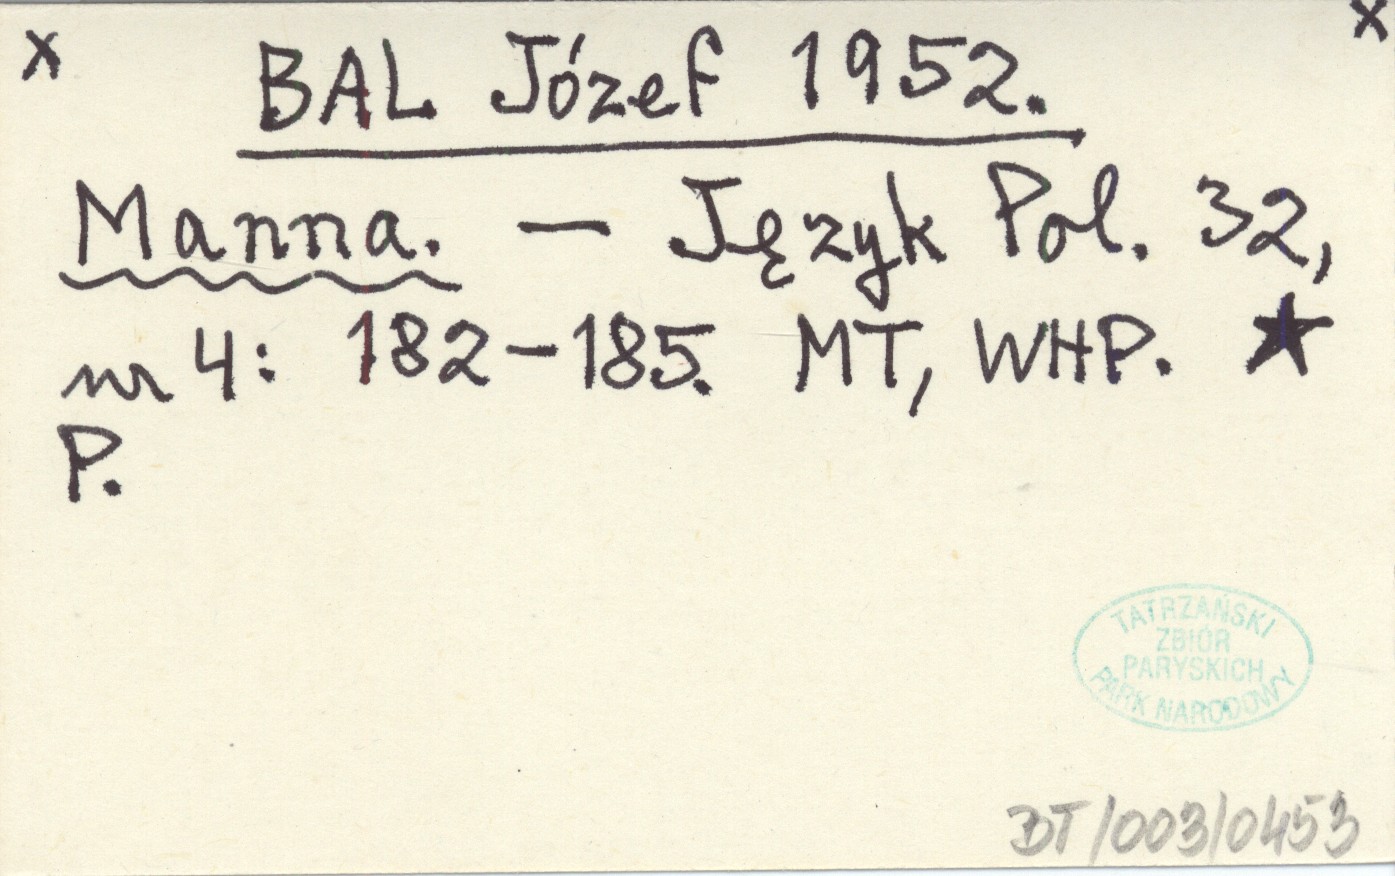 x x
BAL Józef 1952.
Manna. — Język Pol. 32,
nr 4: 182–185. MT, WHP. ★
P.
TATRZAŃSKI
ZBIÓR
PARYSKICH
PARK NARODOWY
BT/003/0453